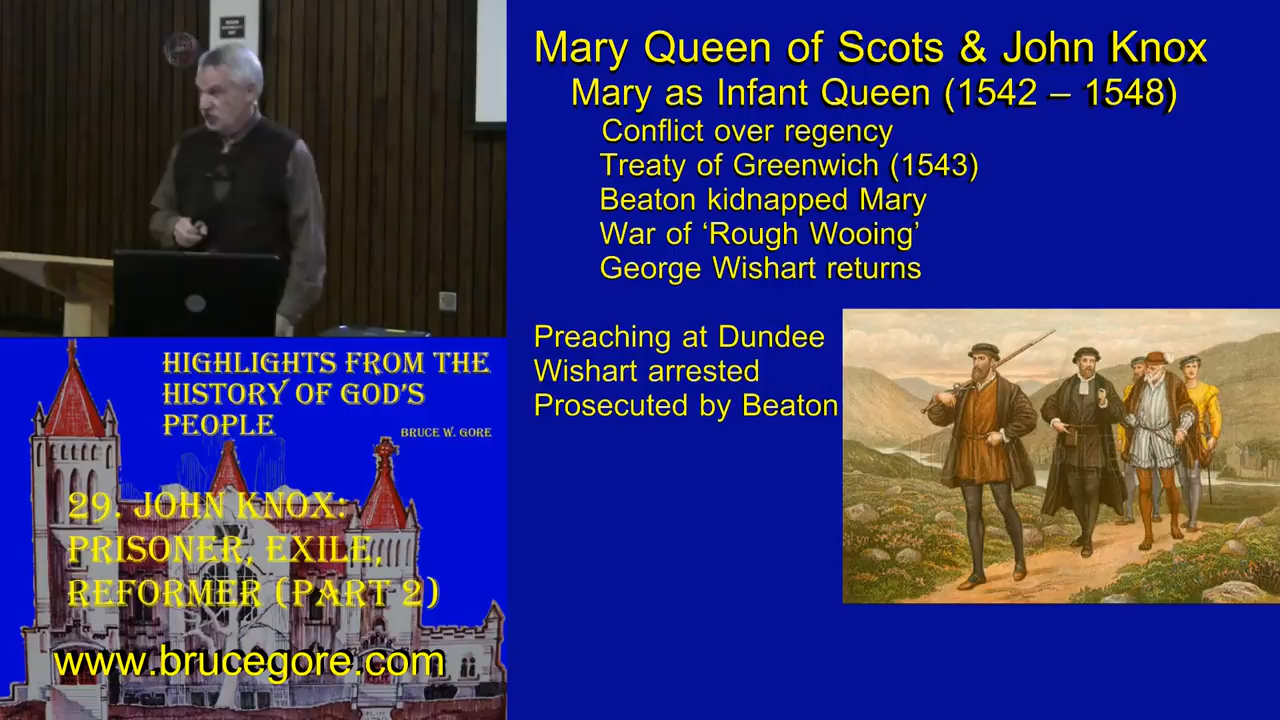 Mary Queen of Scots & John Knox
Mary as Infant Queen (1542 – 1548)
Conflict over regency
Treaty of Greenwich (1543)
Beaton kidnapped Mary
War of ‘Rough Wooing’
George Wishart returns
Preaching at Dundee
Wishart arrested
Prosecuted by Beaton
HIGHLIGHTS FROM THE
HISTORY OF GOD'S
PEOPLE
BRUCE W. GORE
29. JOHN KNOX:
PRISONER, EXILE,
REFORMER (PART 2)
www.brucegore.com